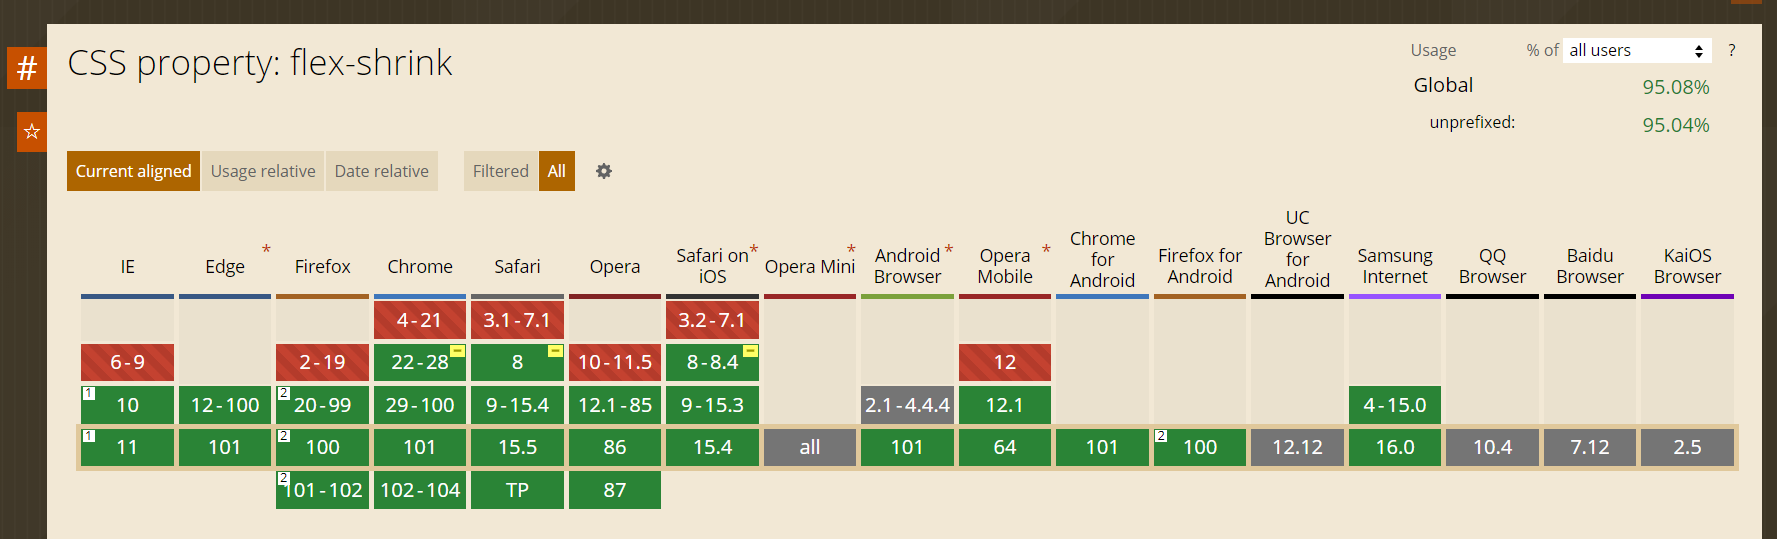 #
☆
CSS property: flex-shrink
Usage % of all users ?
Global 95.08%
unprefixed: 95.04%
Current aligned Usage relative Date relative Filtered All
IE Edge * Firefox Chrome Safari Opera Safari on iOS * Opera Mini * Android Browser * Opera Mobile * Chrome for Android Firefox for Android UC Browser for Android Samsung Internet QQ Browser Baidu Browser KaiOS Browser
4-21 3.1-7.1 3.2-7.1
6-9 2-19 22-28 8 10-11.5 8-8.4 12
1 10 12-100 2 20-99 29-100 9-15.4 12.1-85 9-15.3 2.1-4.4.4 12.1 4-15.0
1 11 101 2 100 101 15.5 86 15.4 all 101 64 101 2 100 12.12 16.0 10.4 7.12 2.5
2 101-102 102-104 TP 87